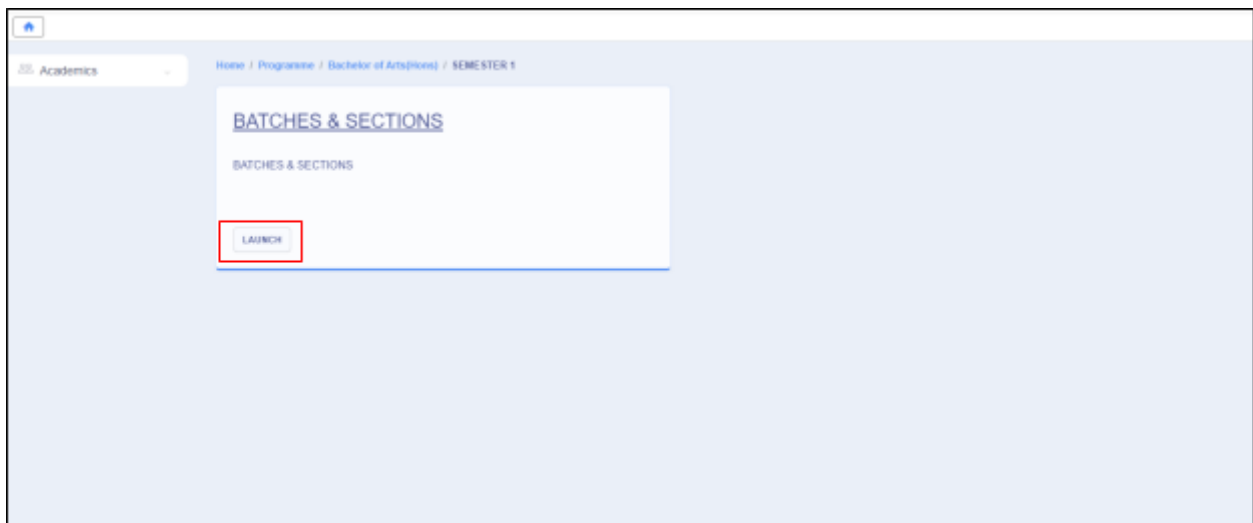 Academics
Home / Programme / Bachelor of Arts(Hons) / SEMESTER 1
BATCHES & SECTIONS
BATCHES & SECTIONS
LAUNCH